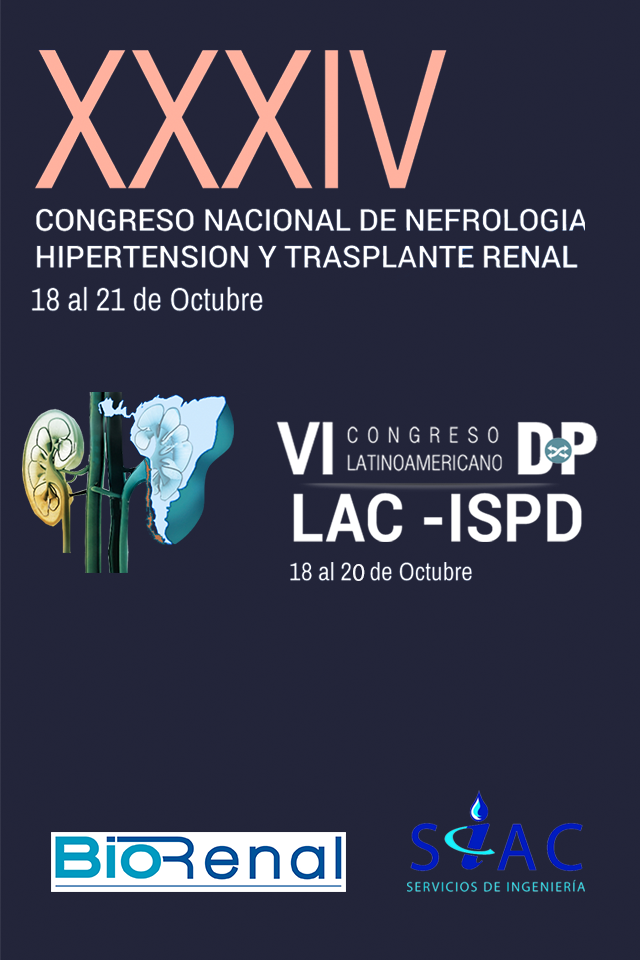 XXXIV
CONGRESO NACIONAL DE NEFROLOGIA
HIPERTENSION Y TRASPLANTE RENAL
18 al 21 de Octubre
VI CONGRESO LATINOAMERICANO DP
LAC -ISPD
18 al 20 de Octubre
BioRenal
SiAC
SERVICIOS DE INGENIERÍA